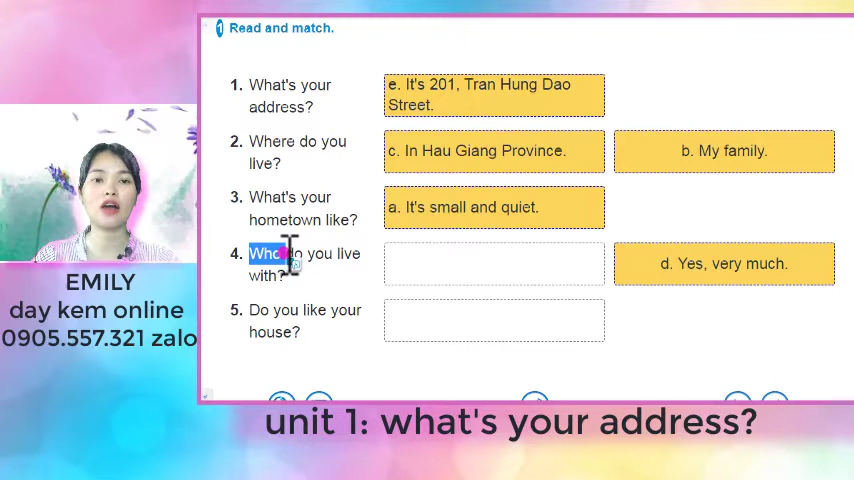 1 Read and match.
1. What's your
address?
e. It's 201, Tran Hung Dao
Street.
2. Where do you
live?
c. In Hau Giang Province.
b. My family.
3. What's your
hometown like?
a. It's small and quiet.
4. Who do you live
with?
d. Yes, very much.
5. Do you like your
house?
EMILY
day kem online
0905.557.321 zalo
unit 1: what's your address?